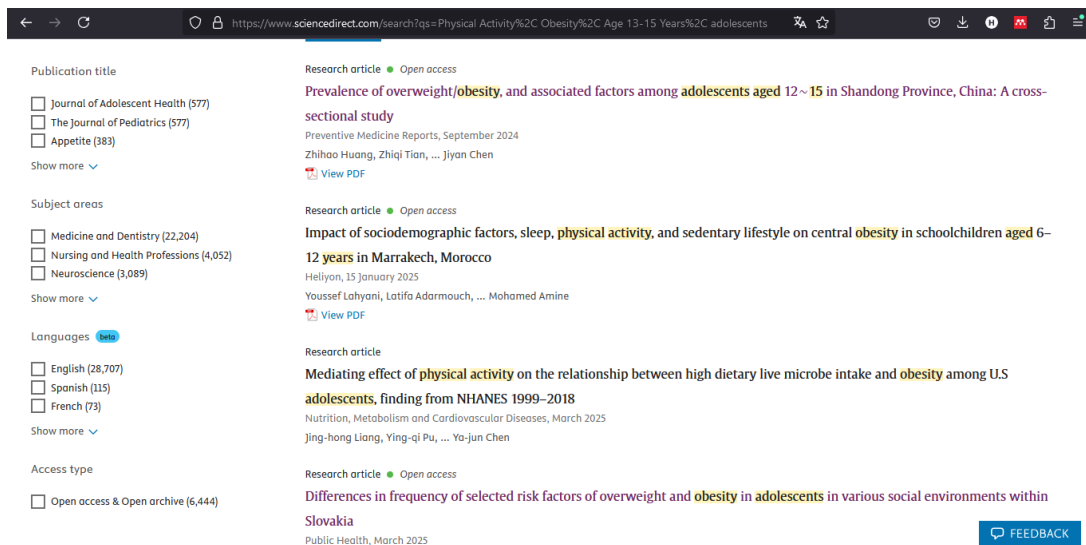 https://www.sciencedirect.com/search?qs=Physical Activity%2C Obesity%2C Age 13-15 Years%2C adolescents
Publication title
Journal of Adolescent Health (577)
The Journal of Pediatrics (577)
Appetite (383)
Show more
Subject areas
Medicine and Dentistry (22,204)
Nursing and Health Professions (4,052)
Neuroscience (3,089)
Show more
Languages beta
English (28,707)
Spanish (115)
French (73)
Show more
Access type
Open access & Open archive (6,444)
Research article Open access
Prevalence of overweight/obesity, and associated factors among adolescents aged 12~15 in Shandong Province, China: A cross-
sectional study
Preventive Medicine Reports, September 2024
Zhihao Huang, Zhiqi Tian, ... Jiyan Chen
View PDF
Research article Open access
Impact of sociodemographic factors, sleep, physical activity, and sedentary lifestyle on central obesity in schoolchildren aged 6–
12 years in Marrakech, Morocco
Heliyon, 15 January 2025
Youssef Lahyani, Latifa Adarmouch, ... Mohamed Amine
View PDF
Research article
Mediating effect of physical activity on the relationship between high dietary live microbe intake and obesity among U.S
adolescents, finding from NHANES 1999–2018
Nutrition, Metabolism and Cardiovascular Diseases, March 2025
Jing-hong Liang, Ying-qi Pu, ... Ya-jun Chen
Research article Open access
Differences in frequency of selected risk factors of overweight and obesity in adolescents in various social environments within
Slovakia
Public Health, March 2025
FEEDBACK